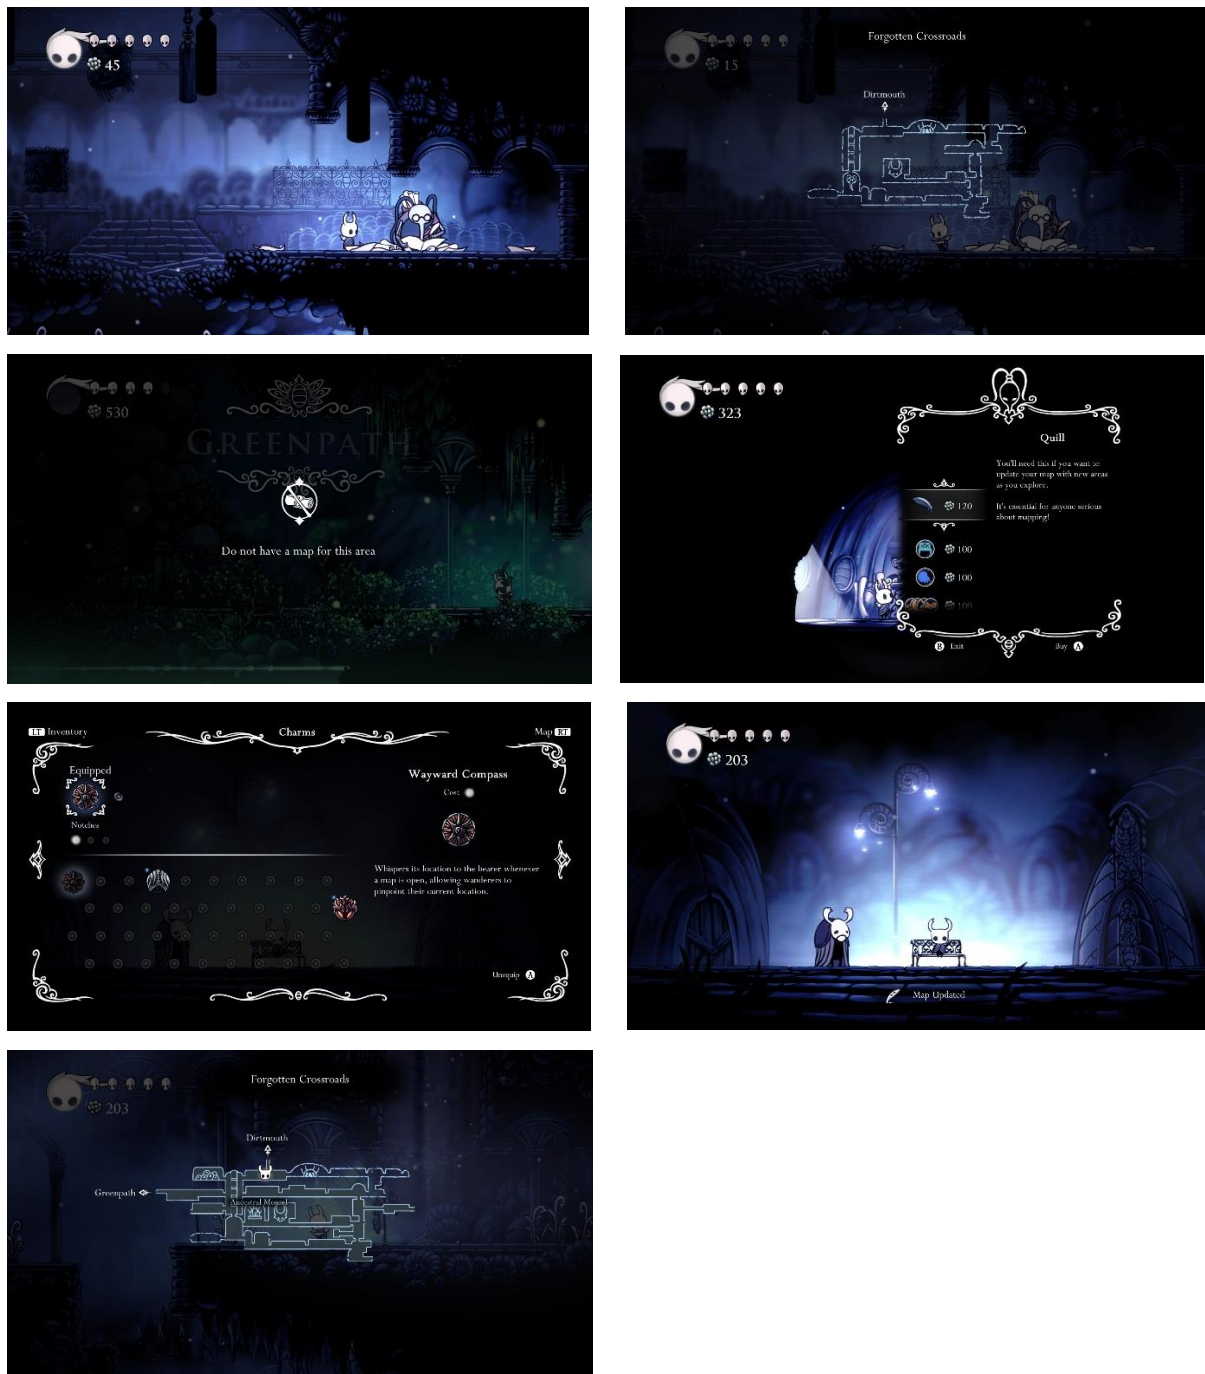 45
15
Forgotten Crossroads
Dirtmouth
530
GREENPATH
Do not have a map for this area
323
Quill
You'll need this if you want to
update your map with new areas
as you explore.
It's essential for anyone serious
about mapping!
120
100
100
100
B Exit
Buy A
LT Inventory
Charms
Map RT
Equipped
Notches
Wayward Compass
Cost
Whispers its location to the bearer whenever
a map is open, allowing wanderers to
pinpoint their current location.
Unequip A
203
Map Updated
203
Forgotten Crossroads
Dirtmouth
Greenpath
Ancestral Mound